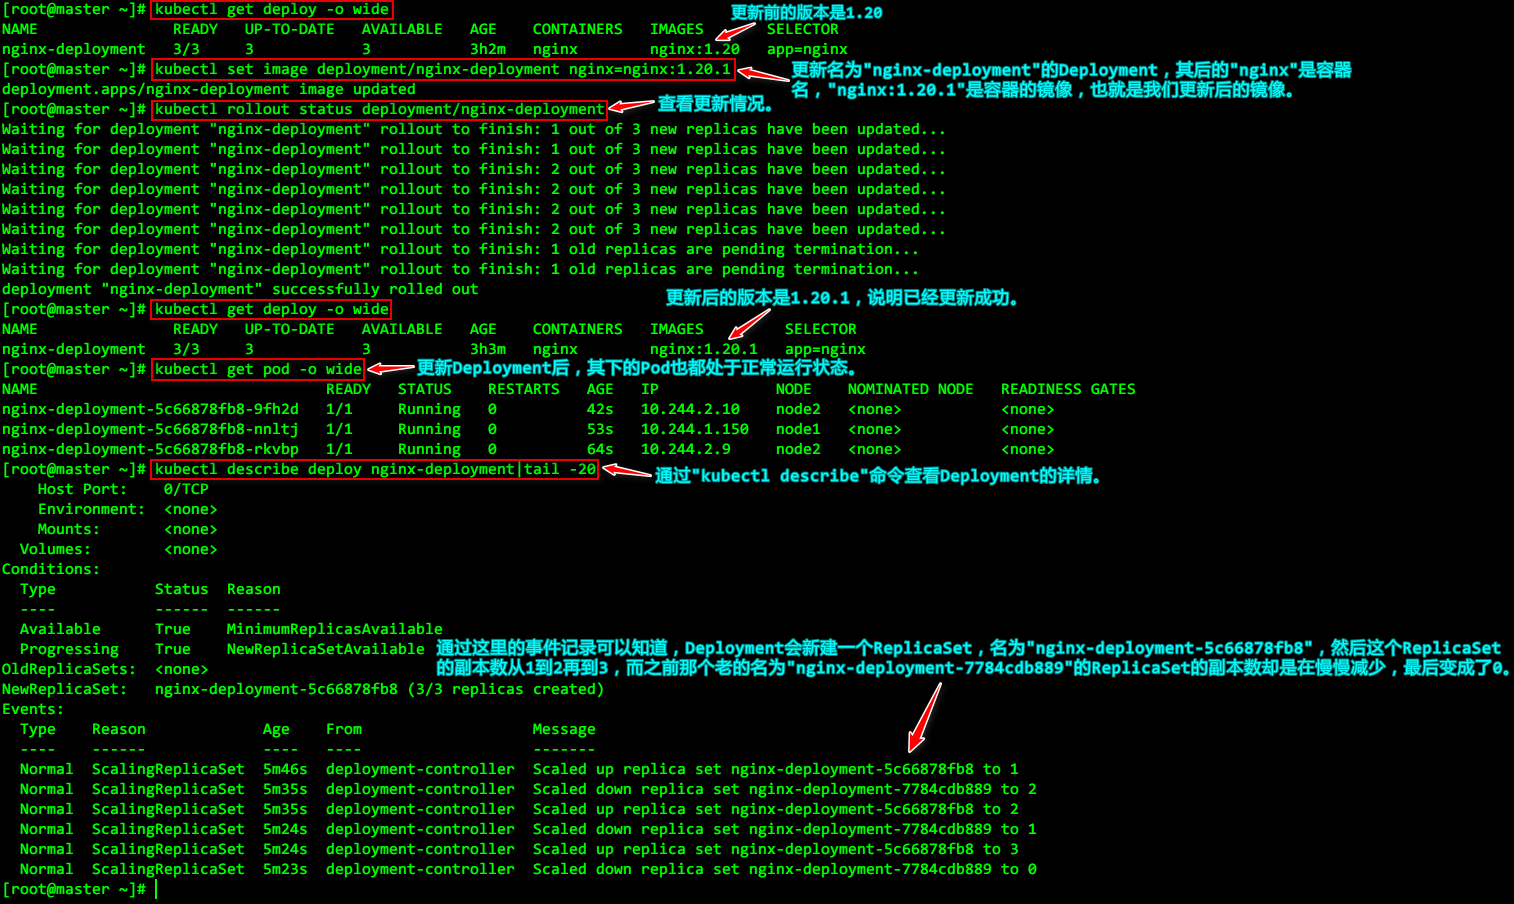 [root@master ~]# kubectl get deploy -o wide
更新前的版本是1.20
NAME READY UP-TO-DATE AVAILABLE AGE CONTAINERS IMAGES SELECTOR
nginx-deployment 3/3 3 3 3h2m nginx nginx:1.20 app=nginx
[root@master ~]# kubectl set image deployment/nginx-deployment nginx=nginx:1.20.1
更新名为"nginx-deployment"的Deployment，其后的"nginx"是容器
名，"nginx:1.20.1"是容器的镜像，也就是我们更新后的镜像。
deployment.apps/nginx-deployment image updated
[root@master ~]# kubectl rollout status deployment/nginx-deployment
查看更新情况。
Waiting for deployment "nginx-deployment" rollout to finish: 1 out of 3 new replicas have been updated...
Waiting for deployment "nginx-deployment" rollout to finish: 1 out of 3 new replicas have been updated...
Waiting for deployment "nginx-deployment" rollout to finish: 2 out of 3 new replicas have been updated...
Waiting for deployment "nginx-deployment" rollout to finish: 2 out of 3 new replicas have been updated...
Waiting for deployment "nginx-deployment" rollout to finish: 2 out of 3 new replicas have been updated...
Waiting for deployment "nginx-deployment" rollout to finish: 2 out of 3 new replicas have been updated...
Waiting for deployment "nginx-deployment" rollout to finish: 1 old replicas are pending termination...
Waiting for deployment "nginx-deployment" rollout to finish: 1 old replicas are pending termination...
deployment "nginx-deployment" successfully rolled out
更新后的版本是1.20.1，说明已经更新成功。
[root@master ~]# kubectl get deploy -o wide
NAME READY UP-TO-DATE AVAILABLE AGE CONTAINERS IMAGES SELECTOR
nginx-deployment 3/3 3 3 3h3m nginx nginx:1.20.1 app=nginx
[root@master ~]# kubectl get pod -o wide
更新Deployment后，其下的Pod也都处于正常运行状态。
NAME READY STATUS RESTARTS AGE IP NODE NOMINATED NODE READINESS GATES
nginx-deployment-5c66878fb8-9fh2d 1/1 Running 0 42s 10.244.2.10 node2 <none> <none>
nginx-deployment-5c66878fb8-nnltj 1/1 Running 0 53s 10.244.1.150 node1 <none> <none>
nginx-deployment-5c66878fb8-rkvbp 1/1 Running 0 64s 10.244.2.9 node2 <none> <none>
[root@master ~]# kubectl describe deploy nginx-deployment|tail -20
通过"kubectl describe"命令查看Deployment的详情。
Host Port: 0/TCP
Environment: <none>
Mounts: <none>
Volumes: <none>
Conditions:
Type Status Reason
---- ------ ------
Available True MinimumReplicasAvailable
Progressing True NewReplicaSetAvailable
通过这里的事件记录可以知道，Deployment会新建一个ReplicaSet，名为"nginx-deployment-5c66878fb8"，然后这个ReplicaSet
的副本数从1到2再到3，而之前那个老的名为"nginx-deployment-7784cdb889"的ReplicaSet的副本数却是在慢慢减少，最后变成了0。
OldReplicaSets: <none>
NewReplicaSet: nginx-deployment-5c66878fb8 (3/3 replicas created)
Events:
Type Reason Age From Message
---- ------ ---- ---- -------
Normal ScalingReplicaSet 5m46s deployment-controller Scaled up replica set nginx-deployment-5c66878fb8 to 1
Normal ScalingReplicaSet 5m35s deployment-controller Scaled down replica set nginx-deployment-7784cdb889 to 2
Normal ScalingReplicaSet 5m35s deployment-controller Scaled up replica set nginx-deployment-5c66878fb8 to 2
Normal ScalingReplicaSet 5m24s deployment-controller Scaled down replica set nginx-deployment-7784cdb889 to 1
Normal ScalingReplicaSet 5m24s deployment-controller Scaled up replica set nginx-deployment-5c66878fb8 to 3
Normal ScalingReplicaSet 5m23s deployment-controller Scaled down replica set nginx-deployment-7784cdb889 to 0
[root@master ~]#